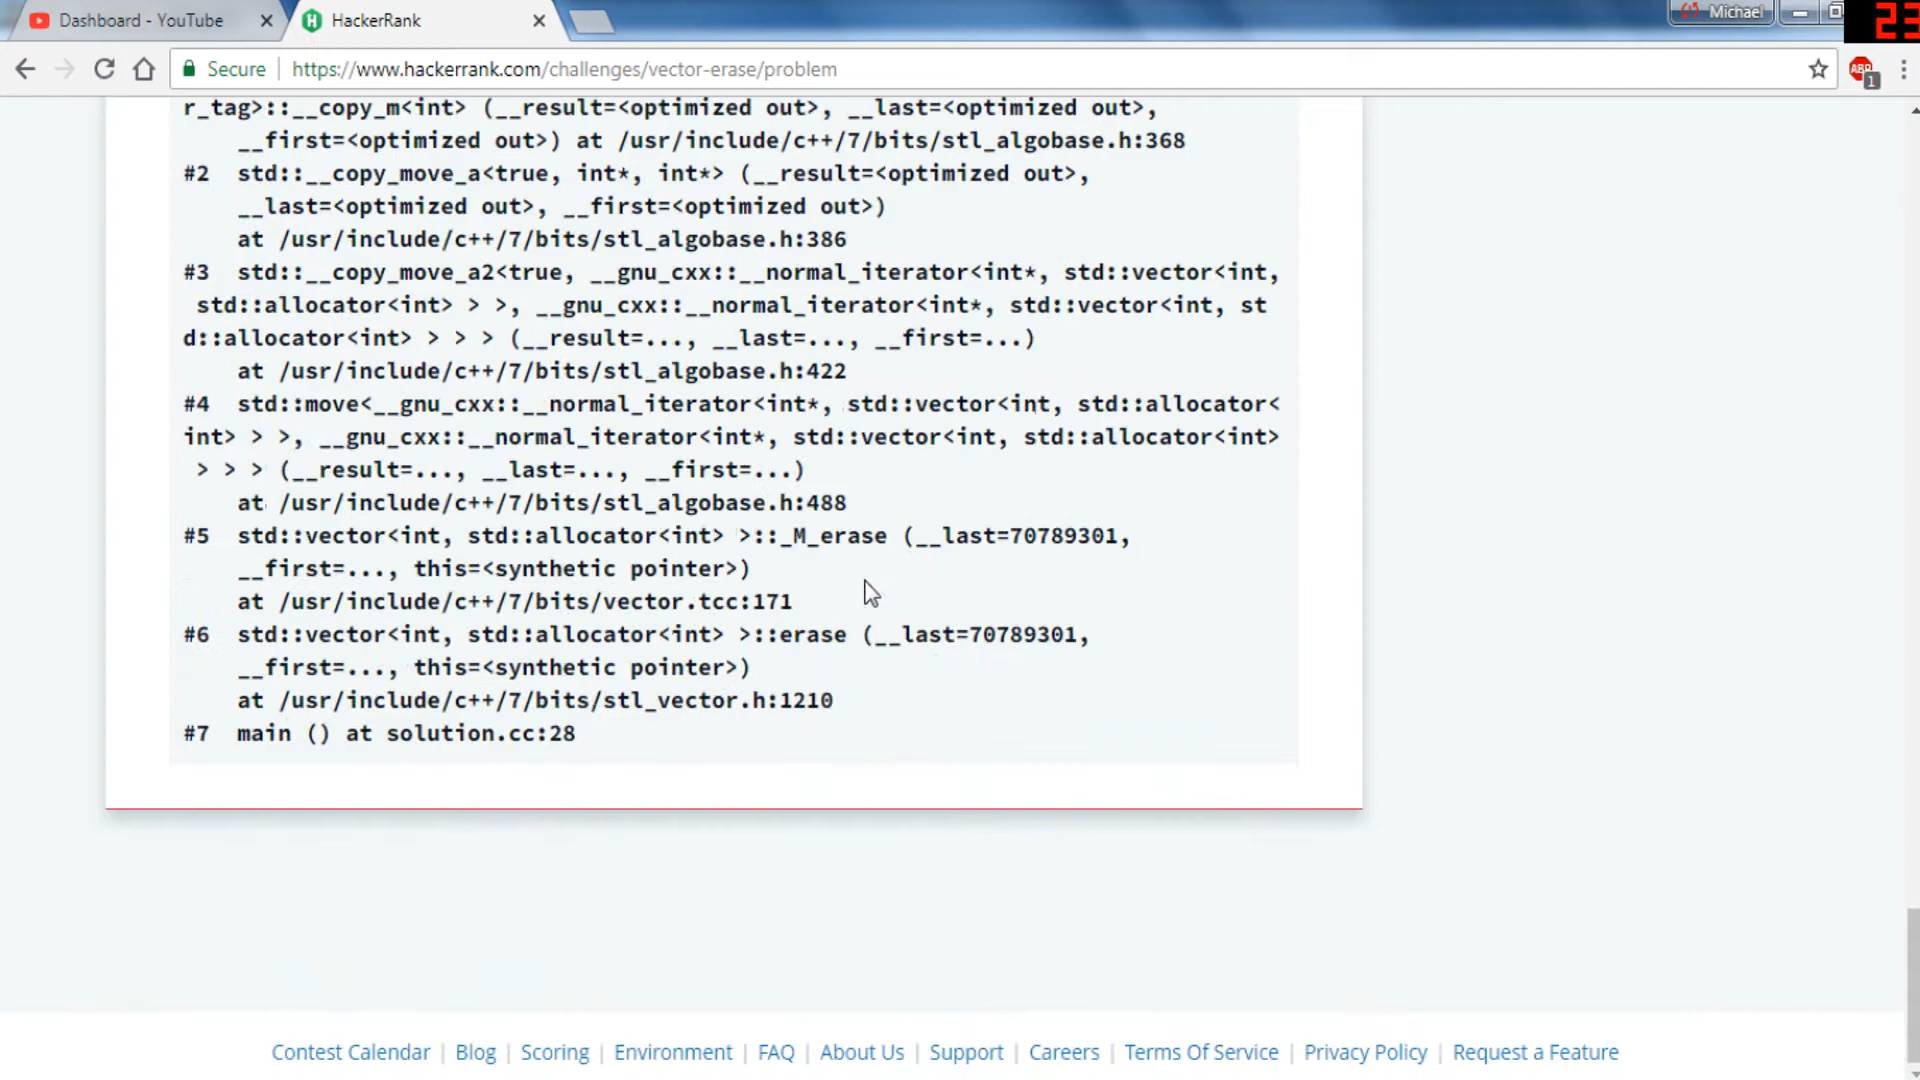 Dashboard - YouTube
HackerRank
Michael
23
Secure
https://www.hackerrank.com/challenges/vector-erase/problem
ABP
1
r_tag>::__copy_m<int> (__result=<optimized out>, __last=<optimized out>,
__first=<optimized out>) at /usr/include/c++/7/bits/stl_algobase.h:368
#2 std::__copy_move_a<true, int*, int*> (__result=<optimized out>,
__last=<optimized out>, __first=<optimized out>)
at /usr/include/c++/7/bits/stl_algobase.h:386
#3 std::__copy_move_a2<true, __gnu_cxx::__normal_iterator<int*, std::vector<int,
std::allocator<int> > >, __gnu_cxx::__normal_iterator<int*, std::vector<int, st
d::allocator<int> > > > (__result=..., __last=..., __first=...)
at /usr/include/c++/7/bits/stl_algobase.h:422
#4 std::move<__gnu_cxx::__normal_iterator<int*, std::vector<int, std::allocator<
int> > >, __gnu_cxx::__normal_iterator<int*, std::vector<int, std::allocator<int>
> > > (__result=..., __last=..., __first=...)
at /usr/include/c++/7/bits/stl_algobase.h:488
#5 std::vector<int, std::allocator<int> >::_M_erase (__last=70789301,
__first=..., this=<synthetic pointer>)
at /usr/include/c++/7/bits/vector.tcc:171
#6 std::vector<int, std::allocator<int> >::erase (__last=70789301,
__first=..., this=<synthetic pointer>)
at /usr/include/c++/7/bits/stl_vector.h:1210
#7 main () at solution.cc:28
Contest Calendar | Blog | Scoring | Environment | FAQ | About Us | Support | Careers | Terms Of Service | Privacy Policy | Request a Feature